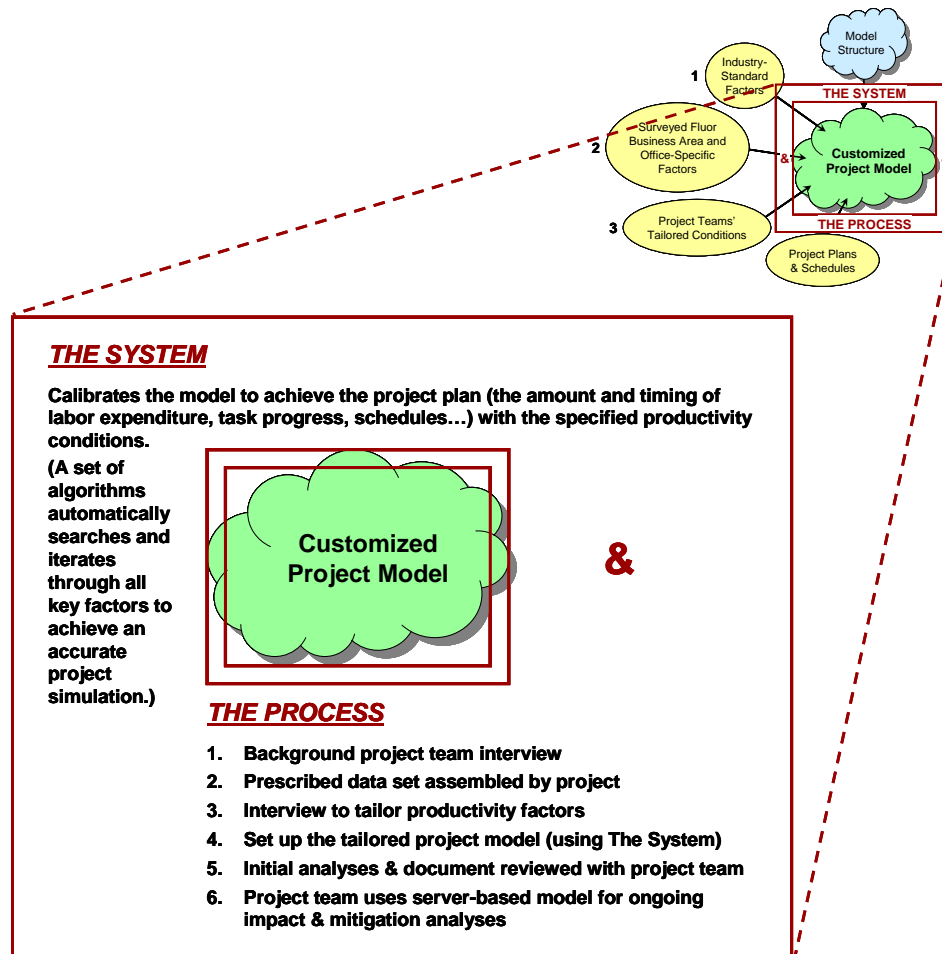 Model
Structure
1
Industry-
Standard
Factors
THE SYSTEM
2
Surveyed Fluor
Business Area and
Office-Specific
Factors
&
Customized
Project Model
3
Project Teams'
Tailored Conditions
THE PROCESS
Project Plans
& Schedules
THE SYSTEM
Calibrates the model to achieve the project plan (the amount and timing of
labor expenditure, task progress, schedules…) with the specified productivity
conditions.
(A set of
algorithms
automatically
searches and
iterates
through all
key factors to
achieve an
accurate
project
simulation.)
Customized
Project Model
&
THE PROCESS
1. Background project team interview
2. Prescribed data set assembled by project
3. Interview to tailor productivity factors
4. Set up the tailored project model (using The System)
5. Initial analyses & document reviewed with project team
6. Project team uses server-based model for ongoing
impact & mitigation analyses